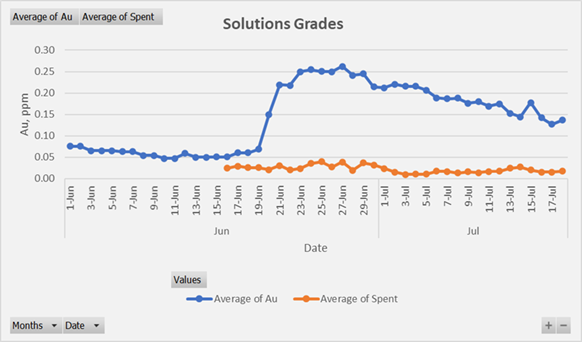 Average of Au Average of Spent
Solutions Grades
0.30
0.25
0.20
0.15
0.10
0.05
0.00
Au, ppm
1-Jun 3-Jun 5-Jun 7-Jun 9-Jun 11-Jun 13-Jun 15-Jun 17-Jun 19-Jun 21-Jun 23-Jun 25-Jun 27-Jun 29-Jun 1-Jul 3-Jul 5-Jul 7-Jul 9-Jul 11-Jul 13-Jul 15-Jul 17-Jul
Jun Jul
Date
Values
Average of Au Average of Spent
Months Date + −